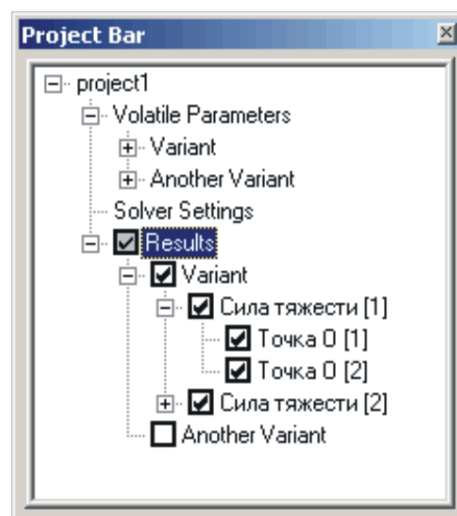 Project Bar
project1
Volatile Parameters
Variant
Another Variant
Solver Settings
Results
Variant
Сила тяжести [1]
Точка О [1]
Точка О [2]
Сила тяжести [2]
Another Variant